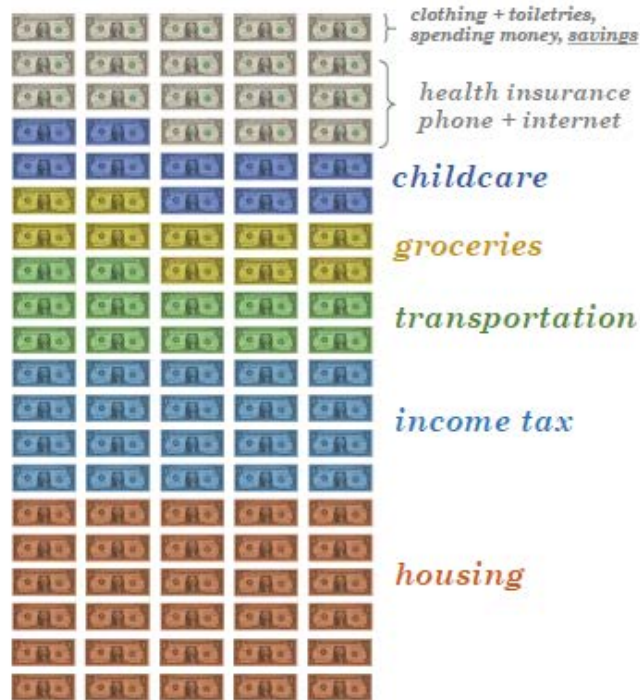 clothing + toiletries,
spending money, savings
health insurance
phone + internet
childcare
groceries
transportation
income tax
housing